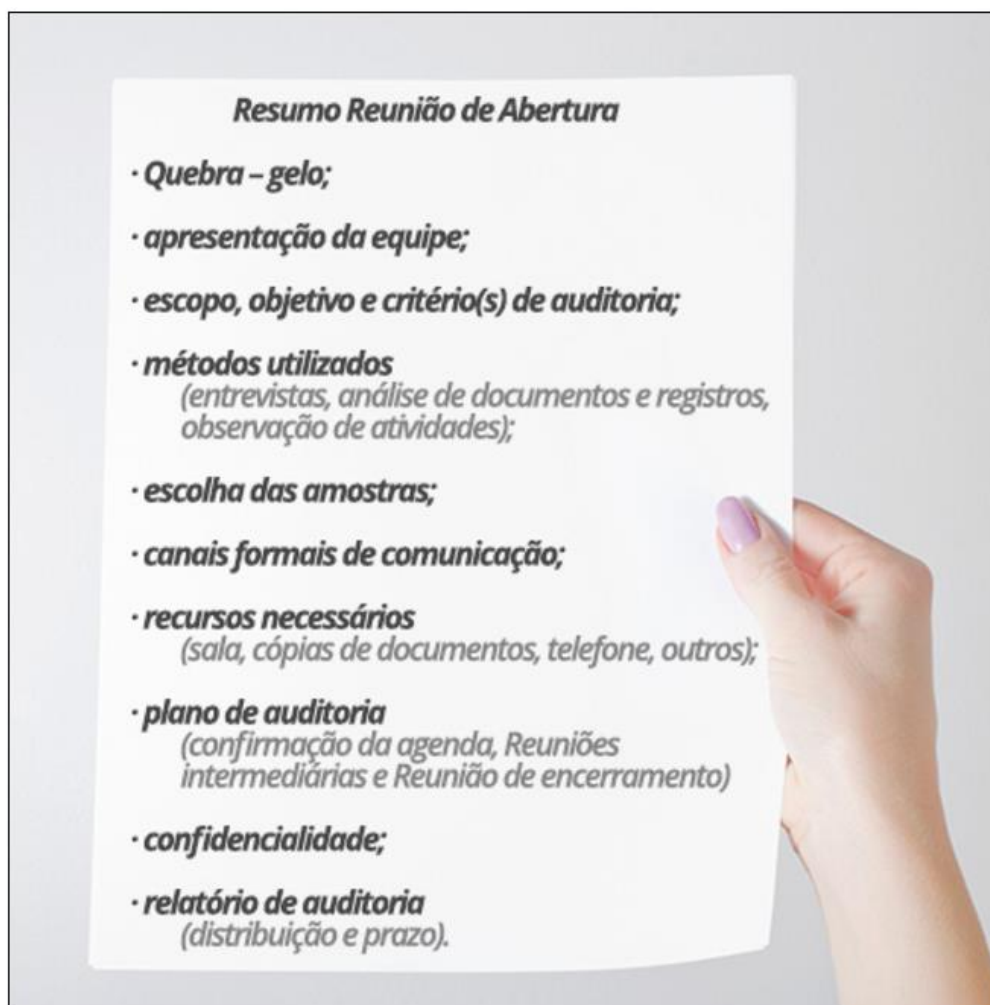 Resumo Reunião de Abertura
· Quebra – gelo;
· apresentação da equipe;
· escopo, objetivo e critério(s) de auditoria;
· métodos utilizados
(entrevistas, análise de documentos e registros,
observação de atividades);
· escolha das amostras;
· canais formais de comunicação;
· recursos necessários
(sala, cópias de documentos, telefone, outros);
· plano de auditoria
(confirmação da agenda, Reuniões
intermediárias e Reunião de encerramento)
· confidencialidade;
· relatório de auditoria
(distribuição e prazo).